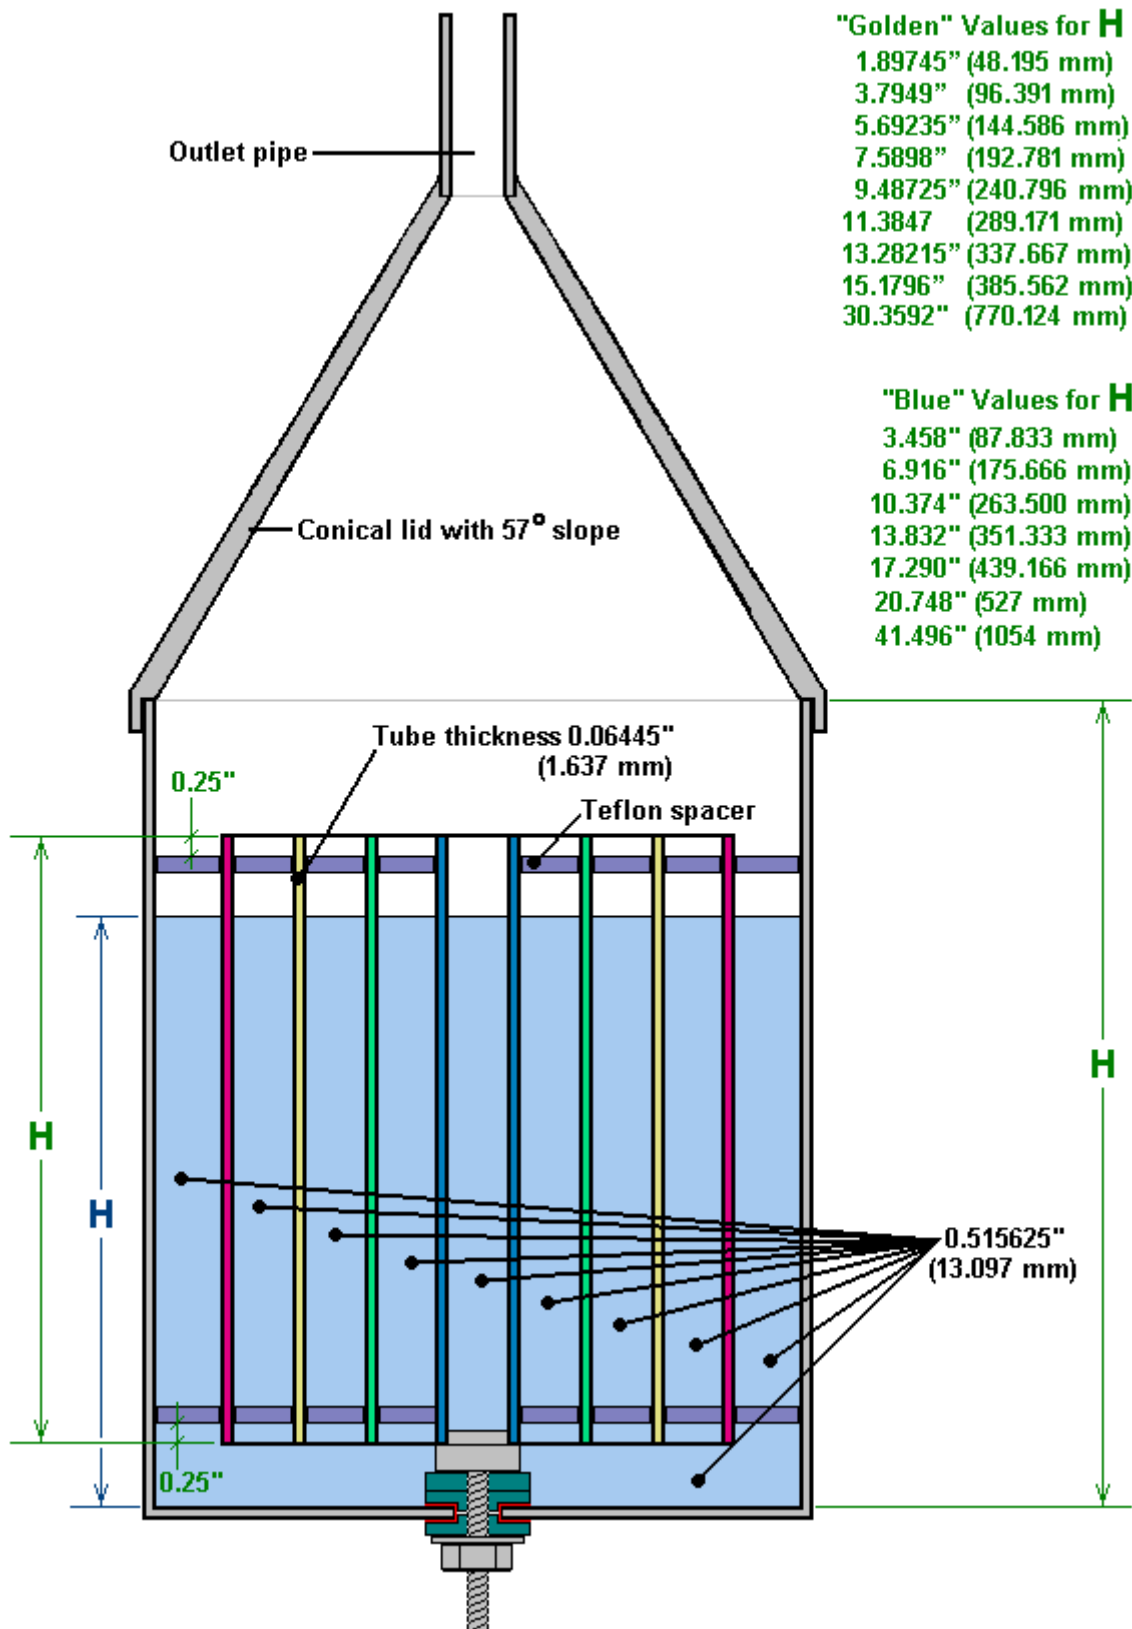 "Golden" Values for H
1.89745” (48.195 mm)
3.7949” (96.391 mm)
5.69235” (144.586 mm)
7.5898” (192.781 mm)
9.48725” (240.796 mm)
11.3847 (289.171 mm)
13.28215” (337.667 mm)
15.1796” (385.562 mm)
30.3592" (770.124 mm)
Outlet pipe
"Blue" Values for H
3.458" (87.833 mm)
6.916" (175.666 mm)
10.374" (263.500 mm)
13.832" (351.333 mm)
17.290" (439.166 mm)
20.748" (527 mm)
41.496" (1054 mm)
Conical lid with 57° slope
Tube thickness 0.06445"
(1.637 mm)
0.25"
Teflon spacer
H
H
H
0.515625"
(13.097 mm)
0.25"